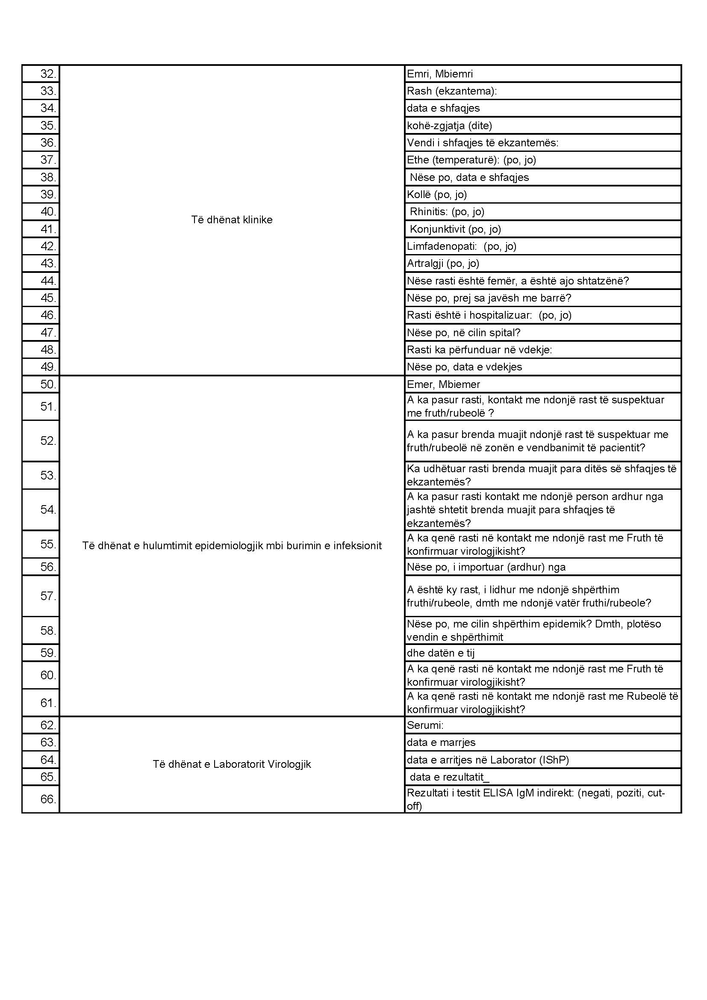 32. Emri, Mbiemri
33. Rash (ekzantema):
34. data e shfaqjes
35. kohë-zgjatja (dite)
36. Vendi i shfaqjes të ekzantemës:
37. Ethe (temperaturë): (po, jo)
38. Nëse po, data e shfaqjes
39. Kollë (po, jo)
40. Rhinitis: (po, jo)
Të dhënat klinike
41. Konjunktivit (po, jo)
42. Limfadenopati:  (po, jo)
43. Artralgji (po, jo)
44. Nëse rasti është femër, a është ajo shtatzënë?
45. Nëse po, prej sa javësh me barrë?
46. Rasti është i hospitalizuar:  (po, jo)
47. Nëse po, në cilin spital?
48. Rasti ka përfunduar në vdekje:
49. Nëse po, data e vdekjes
50. Emer, Mbiemer
51. A ka pasur rasti, kontakt me ndonjë rast të suspektuar
me fruth/rubeolë ?
52. A ka pasur brenda muajit ndonjë rast të suspektuar me
fruth/rubeolë në zonën e vendbanimit të pacientit?
53. Ka udhëtuar rasti brenda muajit para ditës së shfaqjes të
ekzantemës?
54. A ka pasur rasti kontakt me ndonjë person ardhur nga
jashtë shtetit brenda muajit para shfaqjes të
ekzantemës?
Të dhënat e hulumtimit epidemiologjik mbi burimin e infeksionit
55. A ka qenë rasti në kontakt me ndonjë rast me Fruth të
konfirmuar virologjikisht?
56. Nëse po, i importuar (ardhur) nga
57. A është ky rast, i lidhur me ndonjë shpërthim
fruthi/rubeole, dmth me ndonjë vatër fruthi/rubeole?
58. Nëse po, me cilin shpërthim epidemik? Dmth, plotëso
vendin e shpërthimit
59. dhe datën e tij
60. A ka qenë rasti në kontakt me ndonjë rast me Fruth të
konfirmuar virologjikisht?
61. A ka qenë rasti në kontakt me ndonjë rast me Rubeolë të
konfirmuar virologjikisht?
62. Serumi:
63. data e marrjes
Të dhënat e Laboratorit Virologjik
64. data e arritjes në Laborator (IShP)
65. data e rezultatit_
66. Rezultati i testit ELISA IgM indirekt: (negati, poziti, cut-
off)